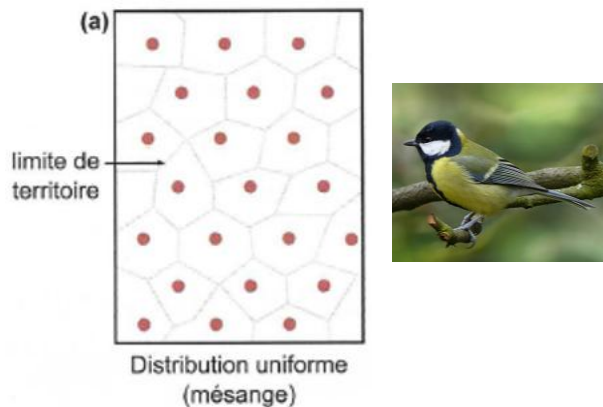 (a)
limite de
territoire
Distribution uniforme
(mésange)